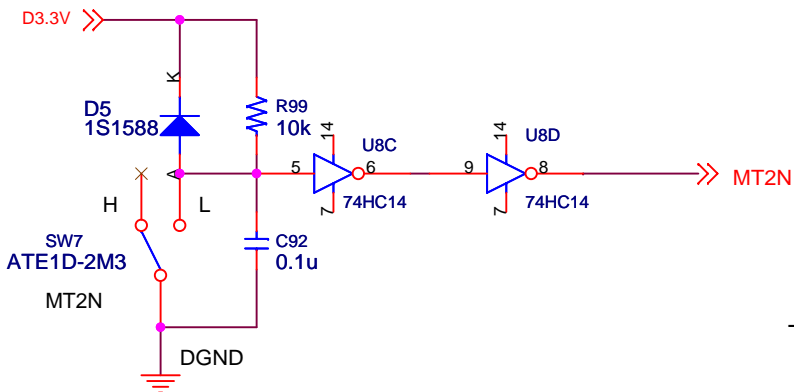 D3.3V
K
D5
1S1588
R99
10k
A
14
U8C
5
6
7
74HC14
14
U8D
9
8
7
74HC14
MT2N
H
L
SW7
ATE1D-2M3
MT2N
C92
0.1u
DGND